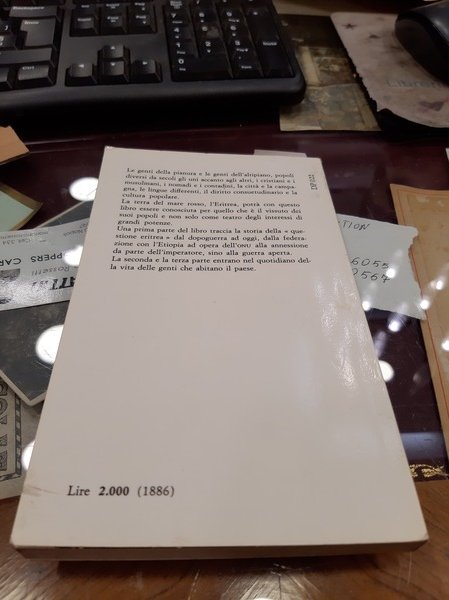 Le genti della pianura e le genti dell'altipiano, popoli
diversi da secoli gli uni accanto agli altri, i cristiani e i
musulmani, i nomadi e i contadini, la città e la campa-
gna, le lingue differenti, il diritto consuetudinario e la
cultura popolare.
La terra del mare rosso, l'Eritrea, potrà con questo
libro essere conosciuta per quello che è il vissuto dei
suoi popoli e non solo come teatro degli interessi di
grandi potenze.
Una prima parte del libro traccia la storia della « que-
stione eritrea » dal dopoguerra ad oggi, dalla federa-
zione con l'Etiopia ad opera dell'ONU alla annessione
da parte dell'imperatore, sino alla guerra aperta.
La seconda e la terza parte entrano nel quotidiano del-
la vita delle genti che abitano il paese.
Lire 2.000 (1886)
Backspace
Rossetti
6055
2567